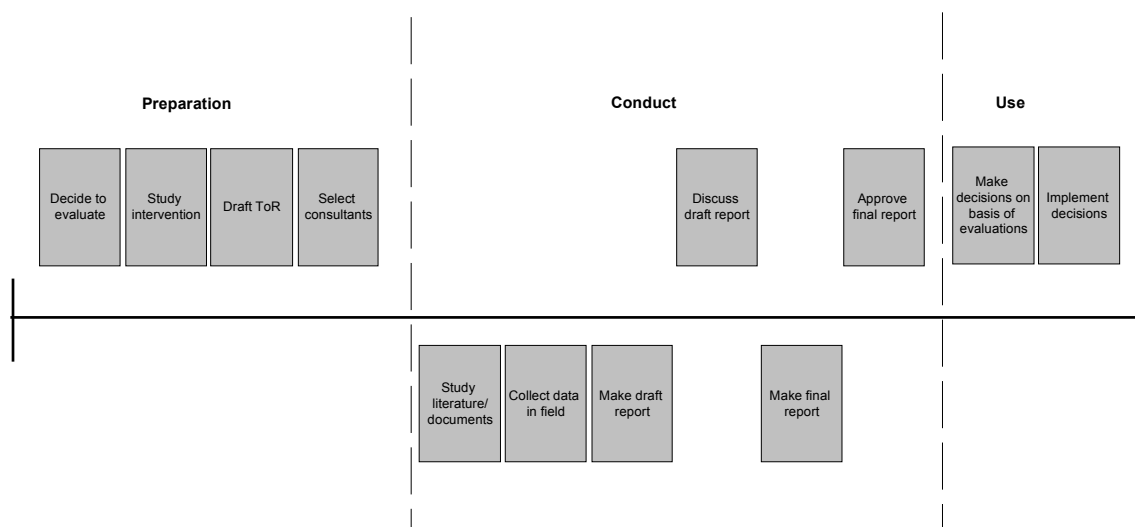 Preparation
Conduct
Use
Decide to
evaluate
Study
intervention
Draft ToR
Select
consultants
Discuss
draft report
Approve
final report
Make
decisions on
basis of
evaluations
Implement
decisions
Study
literature/
documents
Collect data
in field
Make draft
report
Make final
report